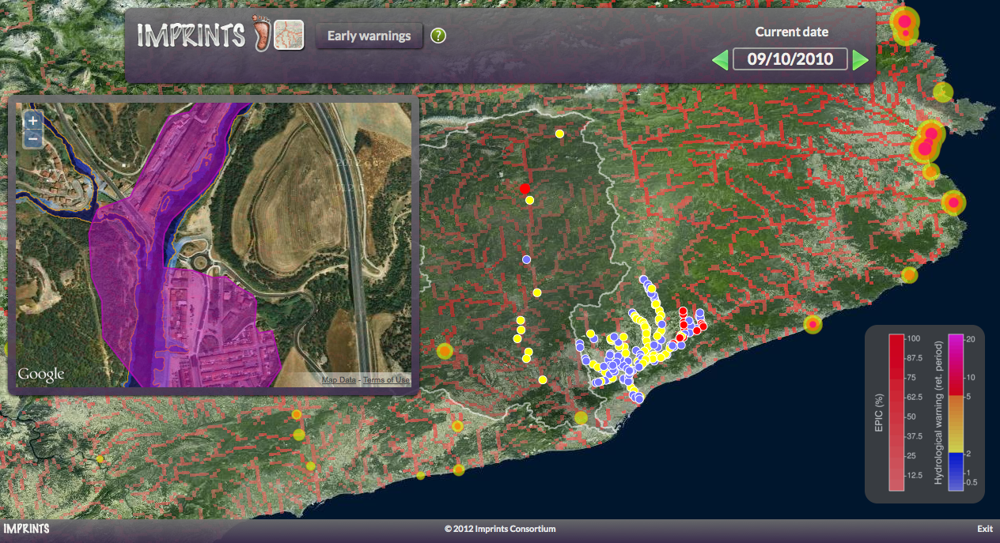 IMPRINTS
Early warnings
?
Current date
09/10/2010
+
−
Google
Map Data - Terms of Use
EPIC (%)
100
87.5
75
62.5
50
37.5
25
12.5
Hydrological warning (ret. period)
20
10
5
2
1
0.5
IMPRINTS
© 2012 Imprints Consortium
Exit